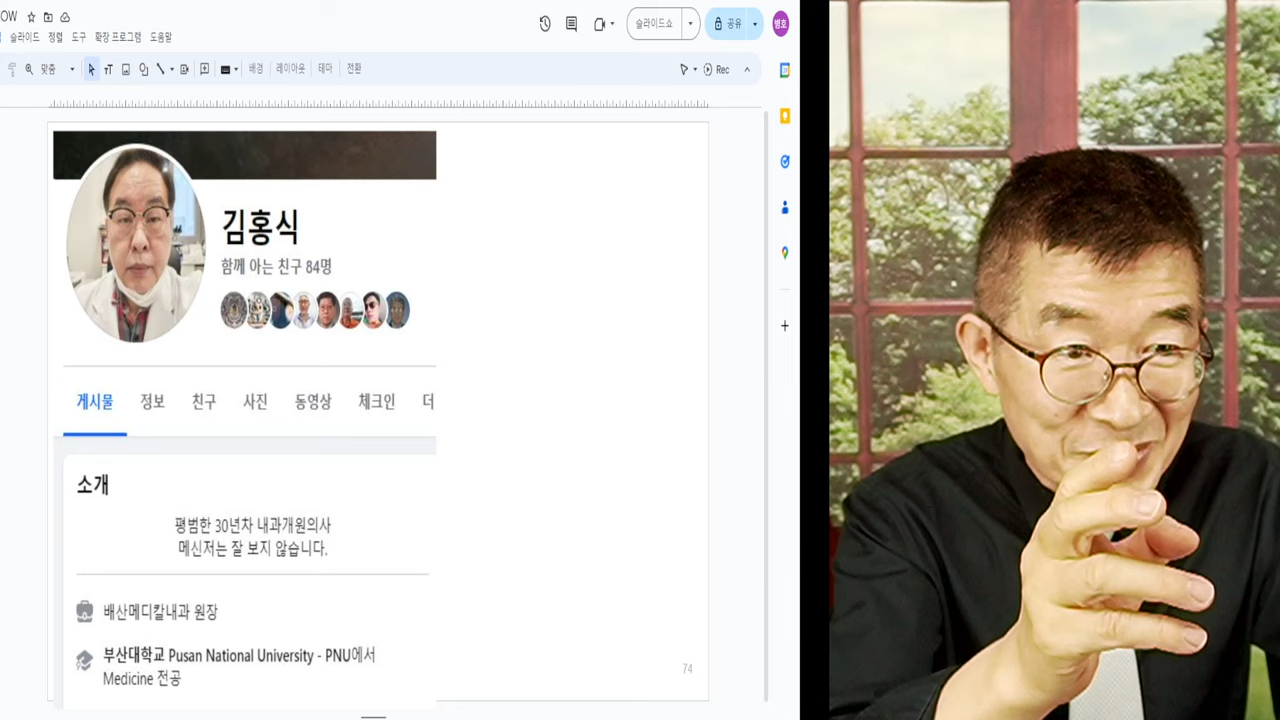 OW
슬라이드 정렬 도구 확장 프로그램 도움말
슬라이드쇼
공유
범호
맞춤
배경 레이아웃 테마 전환
Rec
김홍식
함께 아는 친구 84명
게시물 정보 친구 사진 동영상 체크인 더
소개
평범한 30년차 내과개원의사
메신저는 잘 보지 않습니다.
배산메디칼내과 원장
부산대학교 Pusan National University - PNU에서
Medicine 전공
74